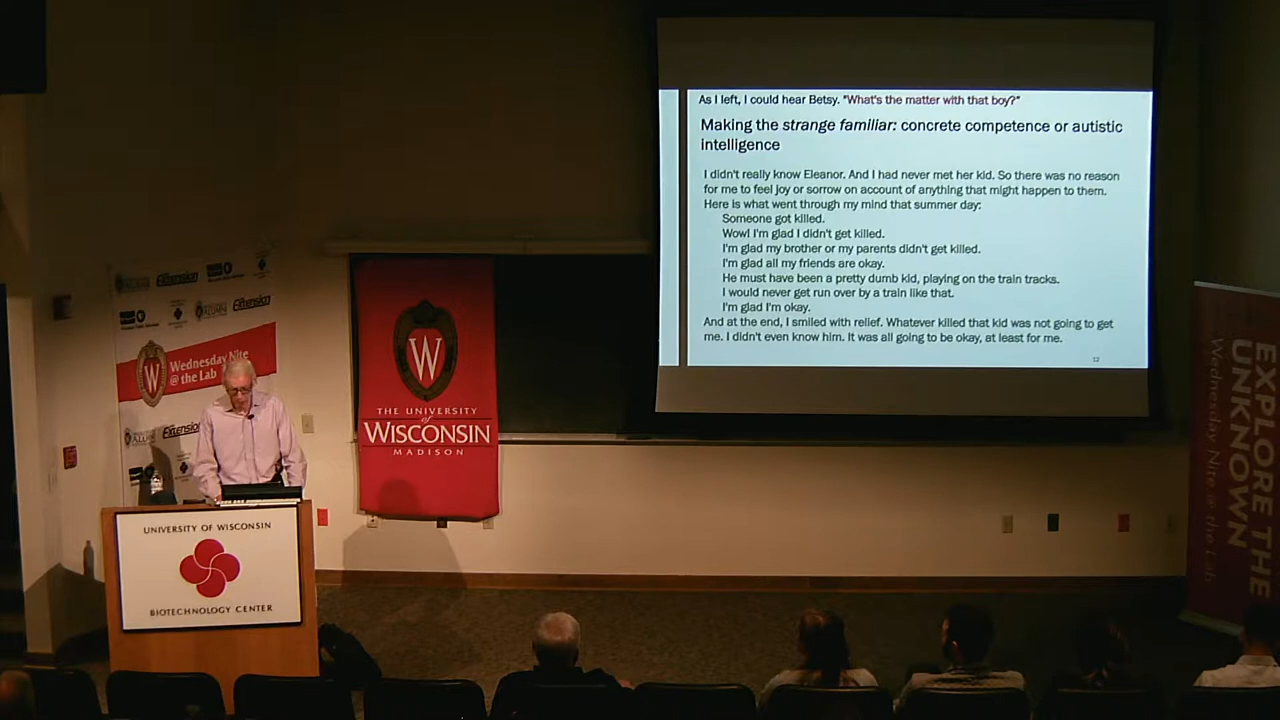 As I left, I could hear Betsy. "What's the matter with that boy?"
Making the strange familiar: concrete competence or autistic
intelligence
I didn't really know Eleanor. And I had never met her kid. So there was no reason
for me to feel joy or sorrow on account of anything that might happen to them.
Here is what went through my mind that summer day:
Someone got killed.
Wow! I'm glad I didn't get killed.
I'm glad my brother or my parents didn't get killed.
I'm glad all my friends are okay.
He must have been a pretty dumb kid, playing on the train tracks.
I would never get run over by a train like that.
I'm glad I'm okay.
And at the end, I smiled with relief. Whatever killed that kid was not going to get
me. I didn't even know him. It was all going to be okay, at least for me.
12
Extension
Extension
W
Wednesday Nite
@ the Lab
Extension
W
THE UNIVERSITY
of
WISCONSIN
MADISON
UNIVERSITY OF WISCONSIN
BIOTECHNOLOGY CENTER
EXPLORE THE
UNKNOWN
Wednesday Nite @ the Lab